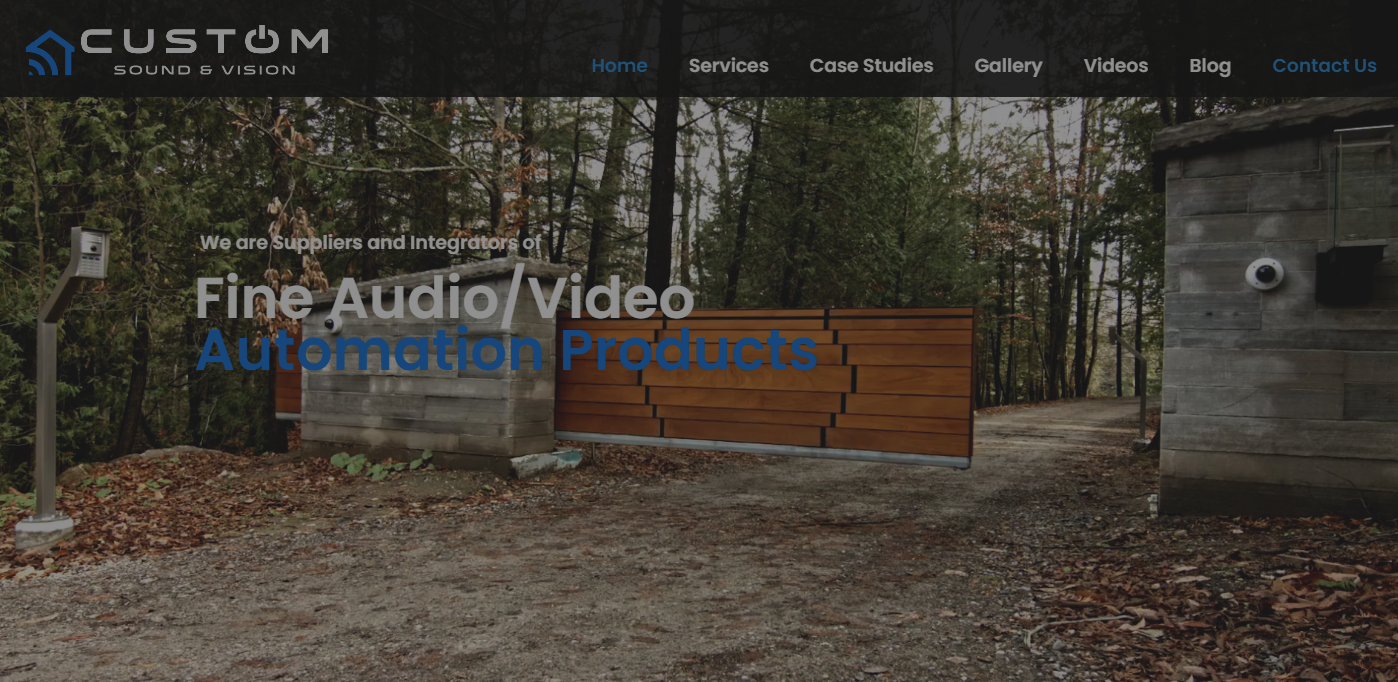 CUSTOM
SOUND & VISION
Home Services Case Studies Gallery Videos Blog Contact Us
We are Suppliers and Integrators of
Fine Audio/Video
Automation Products